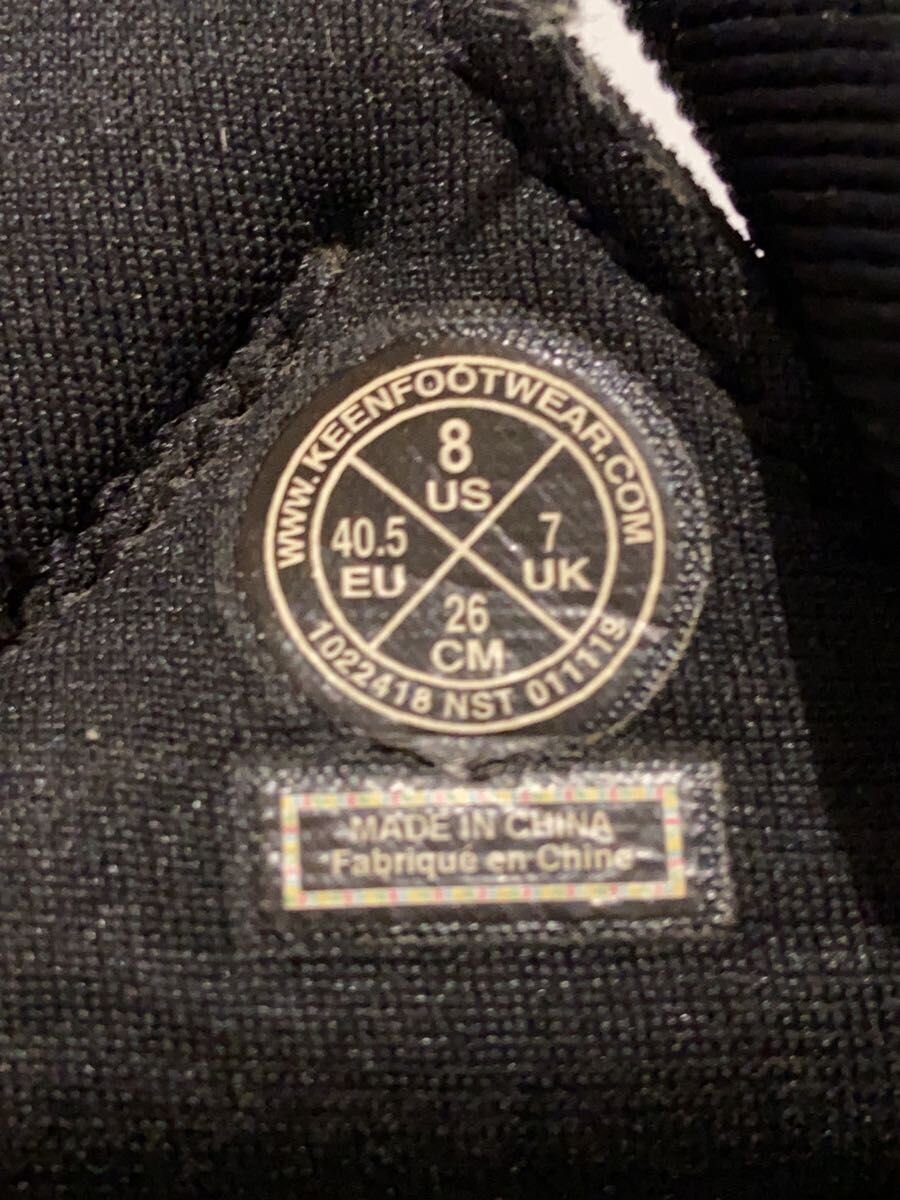 WWW.KEENFOOTWEAR.COM
8
US
40.5
EU
7
UK
26
CM
1022418 NST 011119
MADE IN CHINA
Fabriqué en Chine